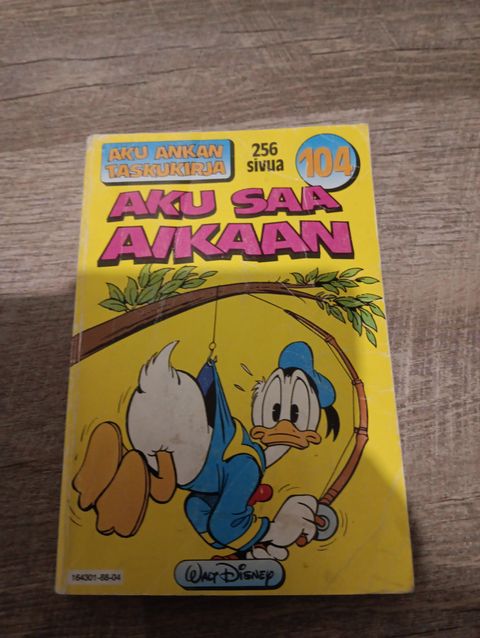 AKU ANKAN
TASKUKIRJA
256
sivua
104
AKU SAA
AIKAAN
164301-88-04
Walt Disney